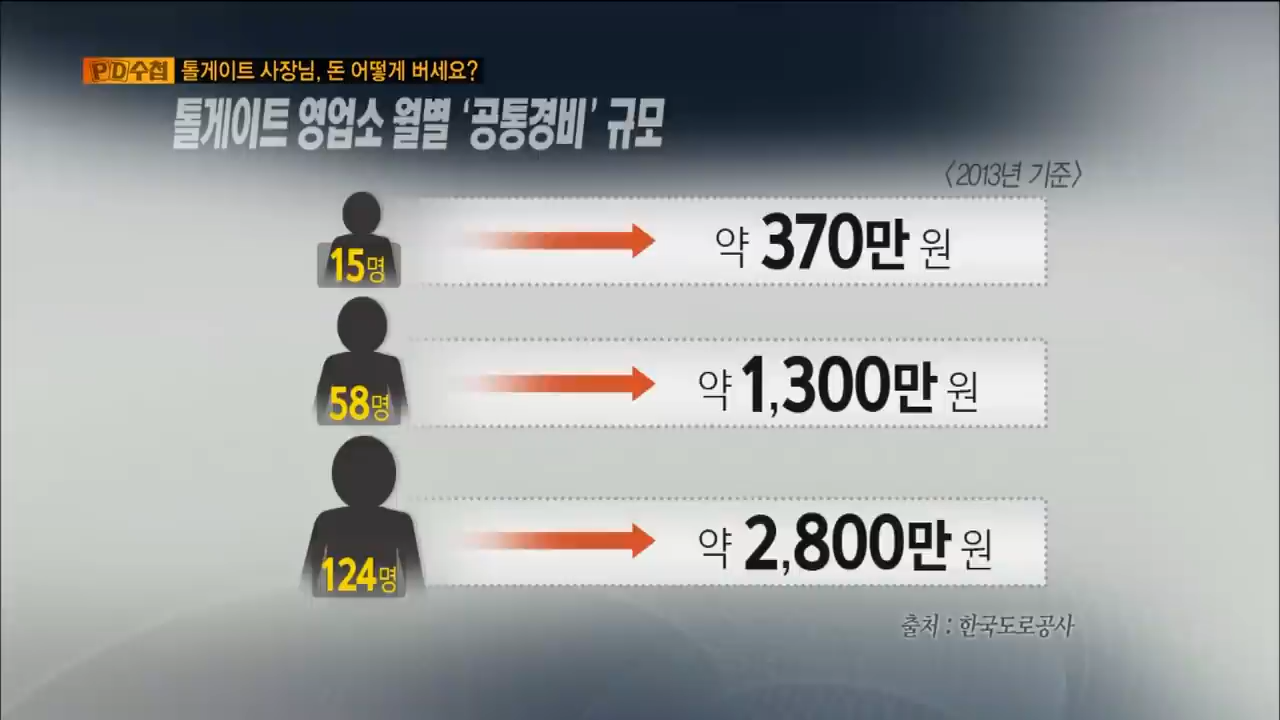 PD수첩 톨게이트 사장님, 돈 어떻게 버세요?
톨게이트 영업소 월별 '공통경비' 규모
〈2013년 기준〉
15명 약 370만 원
58명 약 1,300만 원
124명 약 2,800만 원
출처 : 한국도로공사